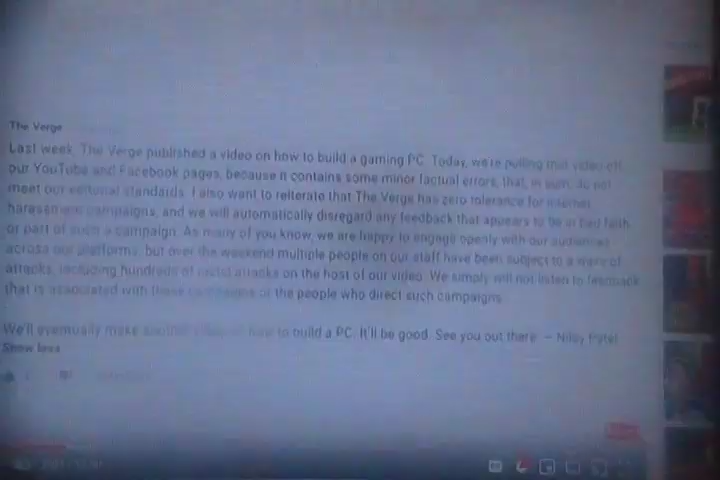 The Verge
Last week, The Verge published a video on how to build a gaming PC. Today, we're pulling that video off
our YouTube and Facebook pages, because it contains some minor factual errors, that, in sum, do not
meet our editorial standards. I also want to reiterate that The Verge has zero tolerance for internet
harassment campaigns, and we will automatically disregard any feedback that appears to be in bad faith
or part of such a campaign. As many of you know, we are happy to engage openly with our audiences
across our platforms, but over the weekend multiple people on our staff have been subject to a wave of
attacks, including hundreds of racist attacks on the host of our video. We simply will not listen to feedback
that is associated with these campaigns or the people who direct such campaigns.
We'll eventually make another video on how to build a PC. It'll be good. See you out there. – Nilay Patel
Show less